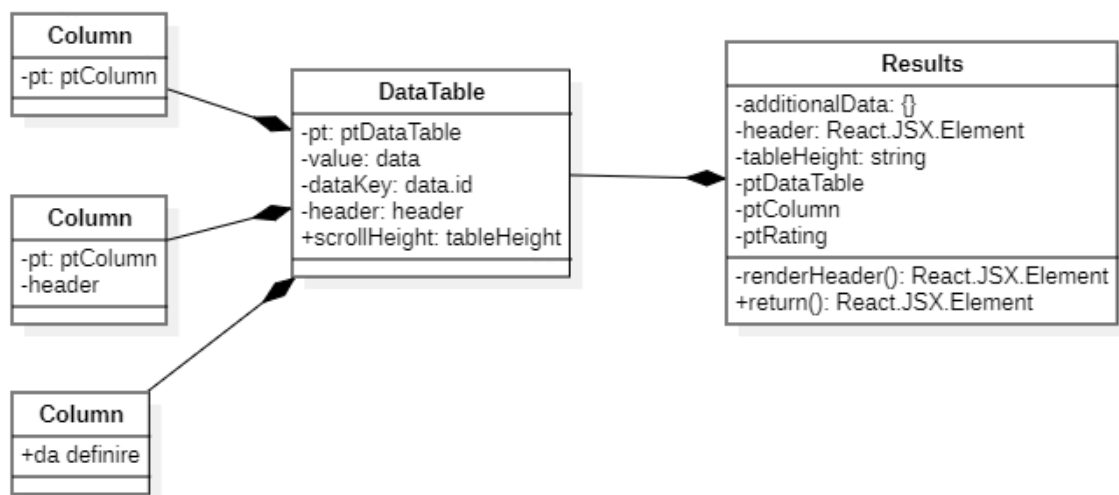 Column
-pt: ptColumn
Column
-pt: ptColumn
-header
Column
+da definire
DataTable
-pt: ptDataTable
-value: data
-dataKey: data.id
-header: header
+scrollHeight: tableHeight
Results
-additionalData: {}
-header: React.JSX.Element
-tableHeight: string
-ptDataTable
-ptColumn
-ptRating
-renderHeader(): React.JSX.Element
+return(): React.JSX.Element